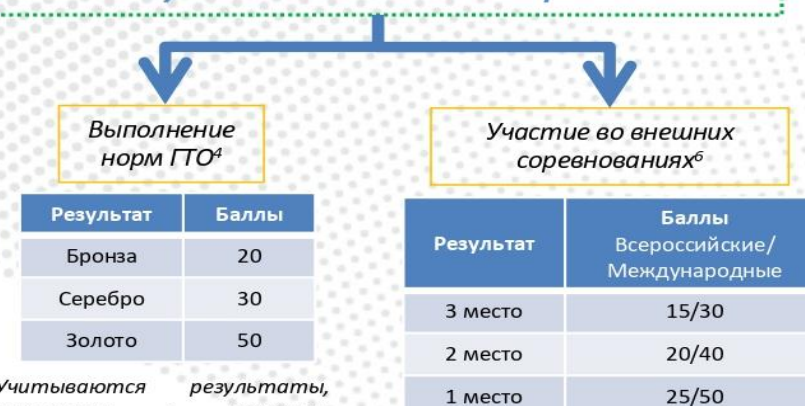 Выполнение
норм ГТО⁴
Результат Баллы
Бронза 20
Серебро 30
Золото 50
Учитываются результаты,
Участие во внешних
соревнованиях⁶
Результат Баллы
Всероссийские/
Международные
3 место 15/30
2 место 20/40
1 место 25/50